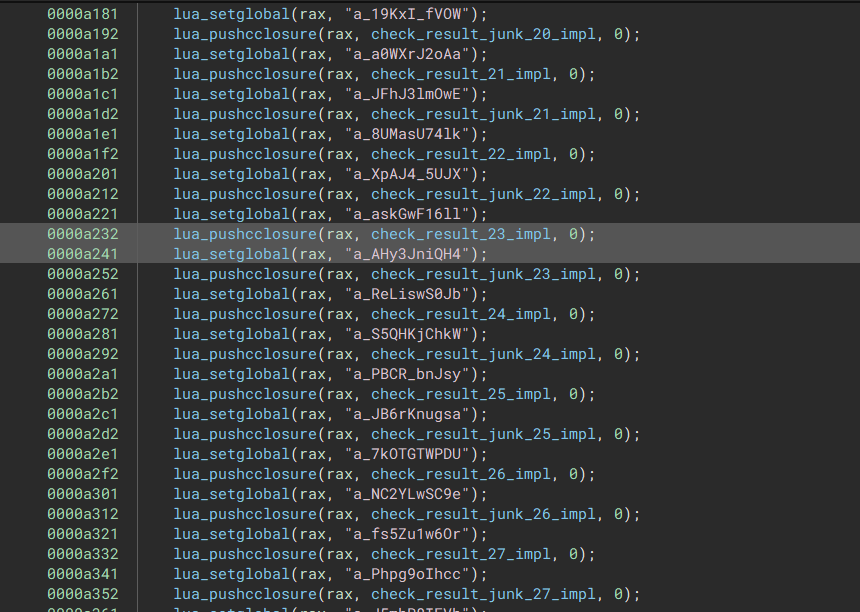 0000a181 lua_setglobal(rax, "a_19KxI_fVOW");
0000a192 lua_pushcclosure(rax, check_result_junk_20_impl, 0);
0000a1a1 lua_setglobal(rax, "a_a0WXrJ2oAa");
0000a1b2 lua_pushcclosure(rax, check_result_21_impl, 0);
0000a1c1 lua_setglobal(rax, "a_JFhJ3lmOwE");
0000a1d2 lua_pushcclosure(rax, check_result_junk_21_impl, 0);
0000a1e1 lua_setglobal(rax, "a_8UMasU74lk");
0000a1f2 lua_pushcclosure(rax, check_result_22_impl, 0);
0000a201 lua_setglobal(rax, "a_XpAJ4_5UJX");
0000a212 lua_pushcclosure(rax, check_result_junk_22_impl, 0);
0000a221 lua_setglobal(rax, "a_askGwF16ll");
0000a232 lua_pushcclosure(rax, check_result_23_impl, 0);
0000a241 lua_setglobal(rax, "a_AHy3JniQH4");
0000a252 lua_pushcclosure(rax, check_result_junk_23_impl, 0);
0000a261 lua_setglobal(rax, "a_ReLiswS0Jb");
0000a272 lua_pushcclosure(rax, check_result_24_impl, 0);
0000a281 lua_setglobal(rax, "a_S5QHKjChkW");
0000a292 lua_pushcclosure(rax, check_result_junk_24_impl, 0);
0000a2a1 lua_setglobal(rax, "a_PBCR_bnJsy");
0000a2b2 lua_pushcclosure(rax, check_result_25_impl, 0);
0000a2c1 lua_setglobal(rax, "a_JB6rKnugsa");
0000a2d2 lua_pushcclosure(rax, check_result_junk_25_impl, 0);
0000a2e1 lua_setglobal(rax, "a_7kOTGTWPDU");
0000a2f2 lua_pushcclosure(rax, check_result_26_impl, 0);
0000a301 lua_setglobal(rax, "a_NC2YLwSC9e");
0000a312 lua_pushcclosure(rax, check_result_junk_26_impl, 0);
0000a321 lua_setglobal(rax, "a_fs5Zu1w6Or");
0000a332 lua_pushcclosure(rax, check_result_27_impl, 0);
0000a341 lua_setglobal(rax, "a_Phpg9oIhcc");
0000a352 lua_pushcclosure(rax, check_result_junk_27_impl, 0);